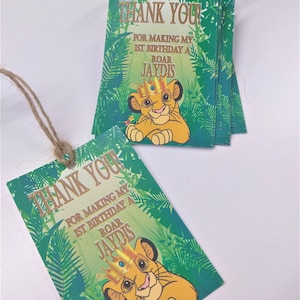 THANK YOU!
FOR MAKING MY
1ST BIRTHDAY A
ROAR
JAYDIS
THANK YOU!
FOR MAKING MY
1ST BIRTHDAY A
ROAR
JAYDIS